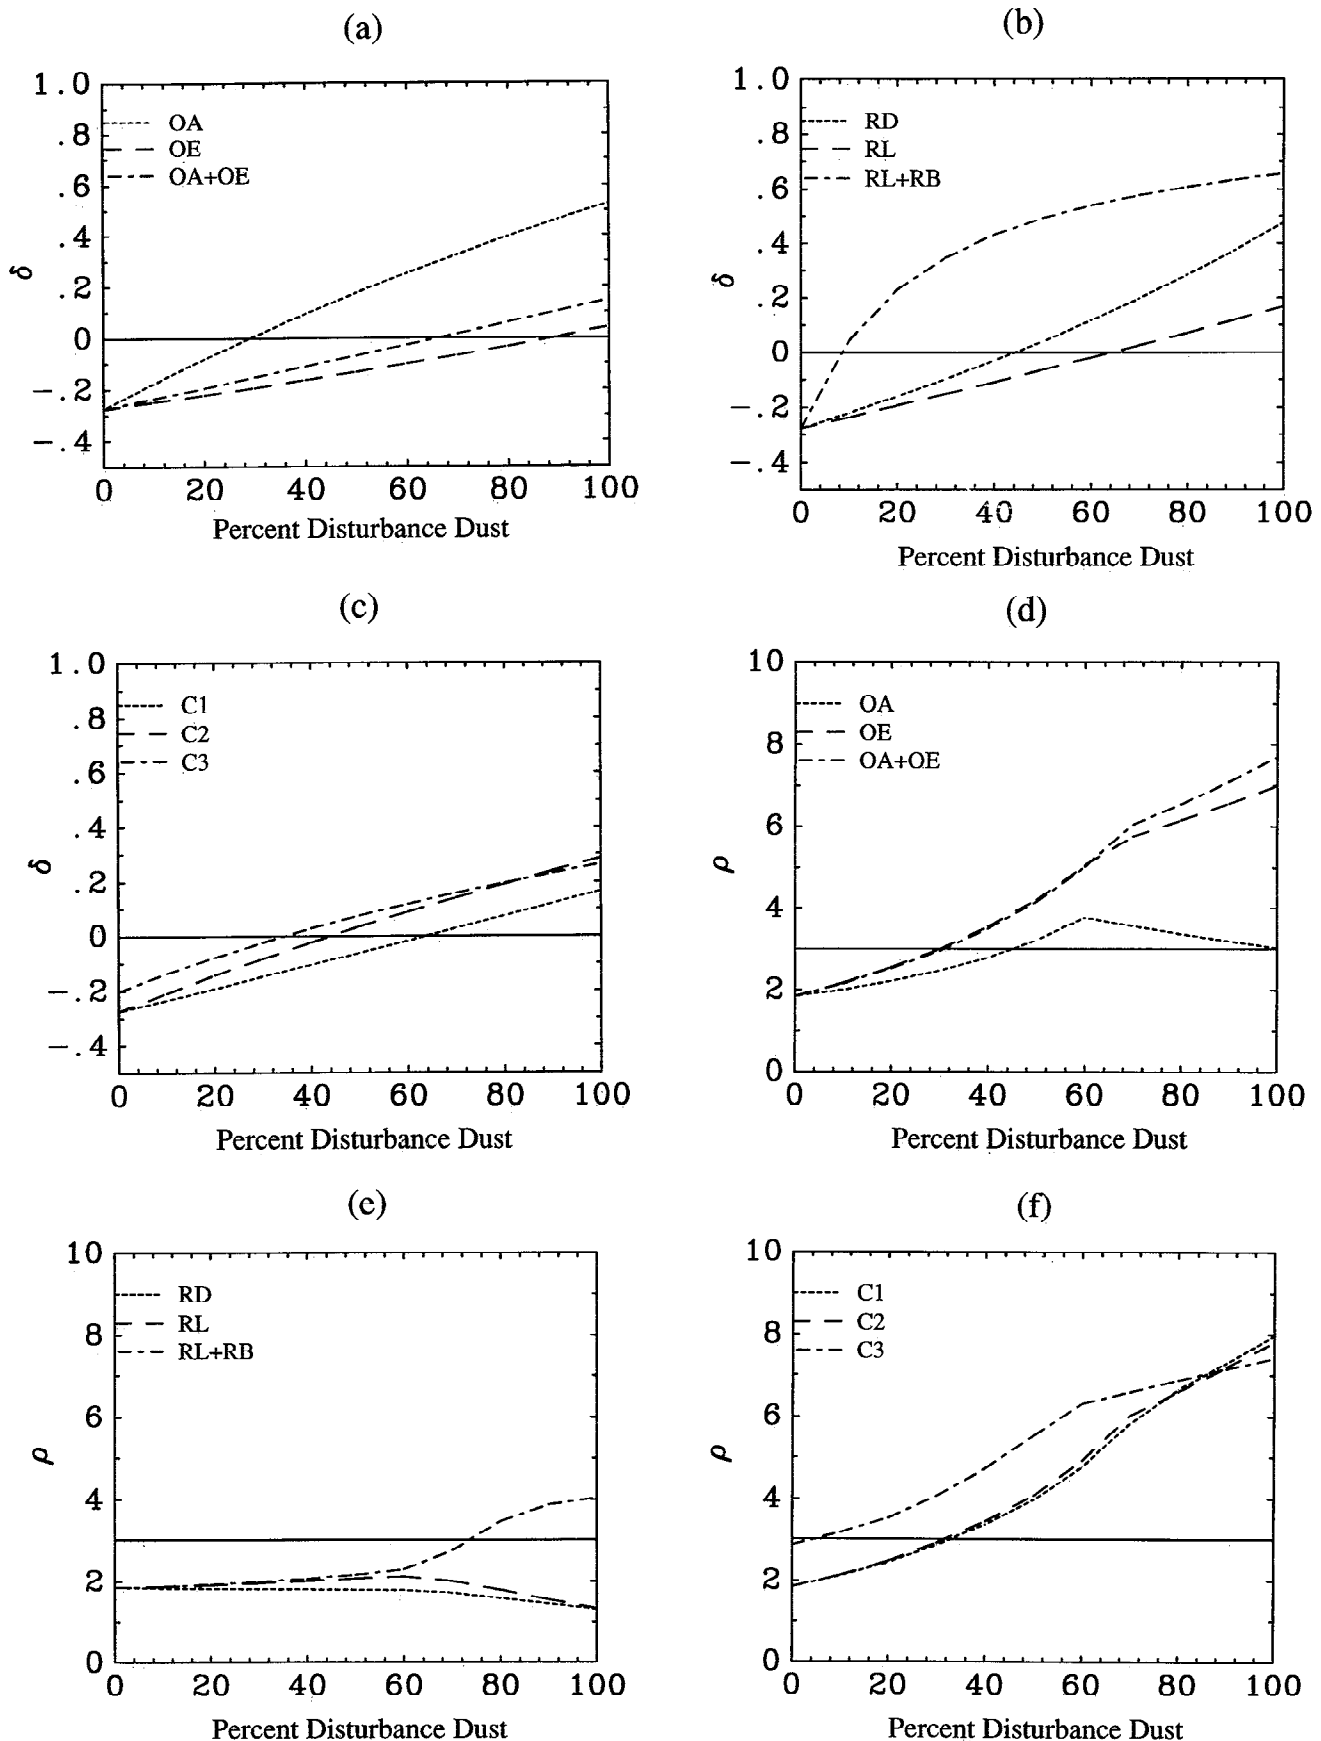 (a)
1.0
.8
.6
.4
.2
0
-.2
-.4
δ
OA
OE
OA+OE
0 20 40 60 80 100
Percent Disturbance Dust
(b)
1.0
.8
.6
.4
.2
0
-.2
-.4
δ
RD
RL
RL+RB
0 20 40 60 80 100
Percent Disturbance Dust
(c)
1.0
.8
.6
.4
.2
0
-.2
-.4
δ
C1
C2
C3
0 20 40 60 80 100
Percent Disturbance Dust
(d)
10
8
6
4
2
0
ρ
OA
OE
OA+OE
0 20 40 60 80 100
Percent Disturbance Dust
(e)
10
8
6
4
2
0
ρ
RD
RL
RL+RB
0 20 40 60 80 100
Percent Disturbance Dust
(f)
10
8
6
4
2
0
ρ
C1
C2
C3
0 20 40 60 80 100
Percent Disturbance Dust